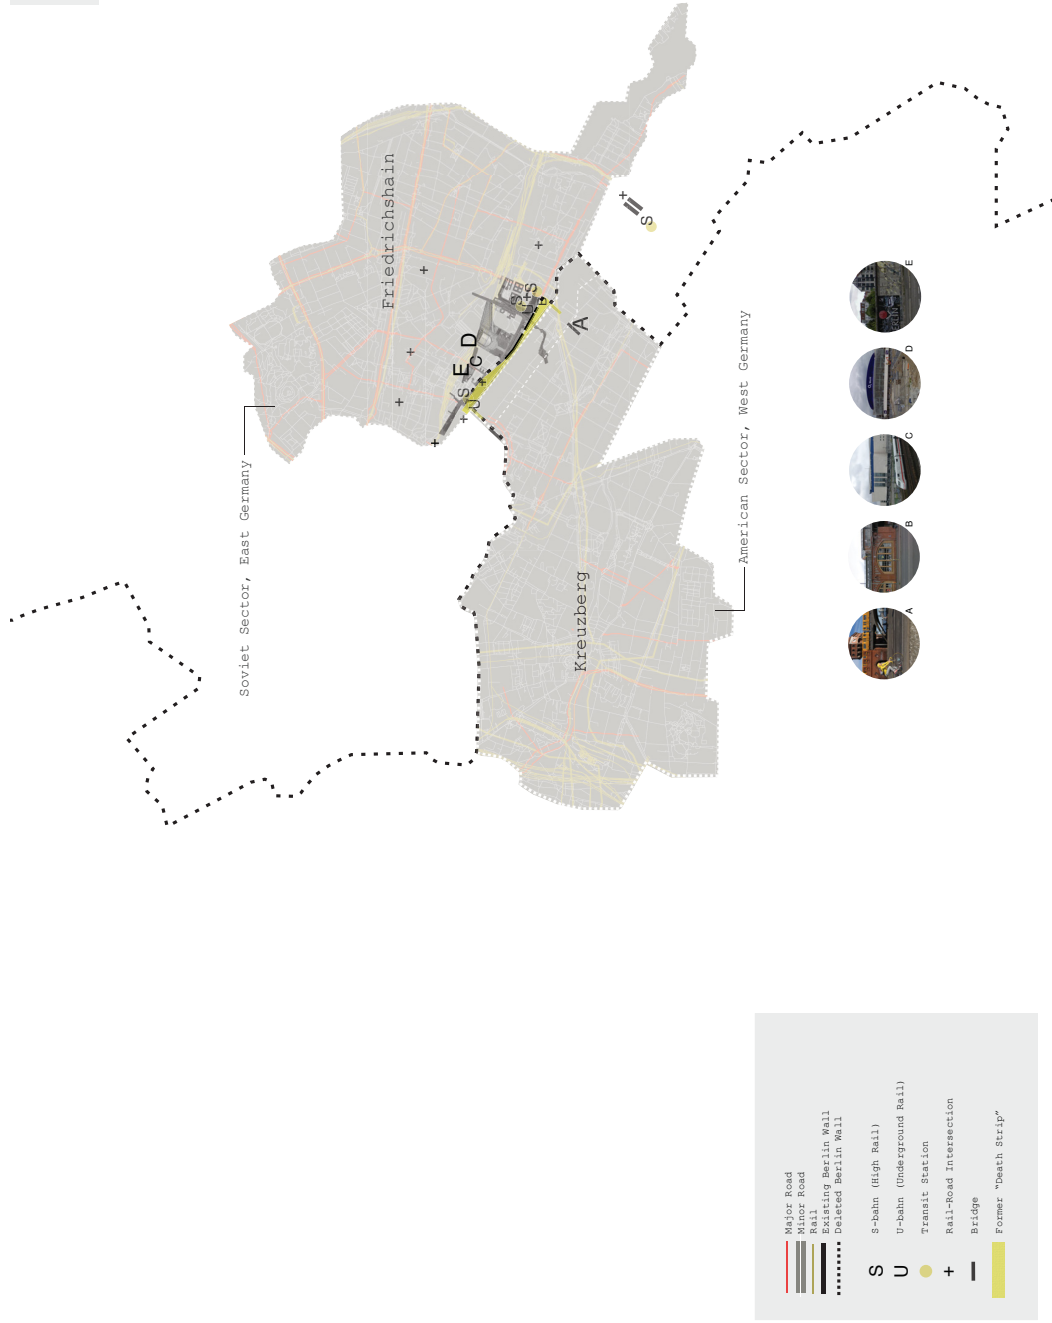 Friedrichshain
Soviet Sector, East Germany
Kreuzberg
American Sector, West Germany
S
U
S
E
C
D
U
S
S
B
A
S
A
B
C
D
E
Major Road
Minor Road
Rail
Existing Berlin Wall
Deleted Berlin Wall
S S-bahn (High Rail)
U U-bahn (Underground Rail)
Transit Station
+ Rail-Road Intersection
Bridge
Former "Death Strip"